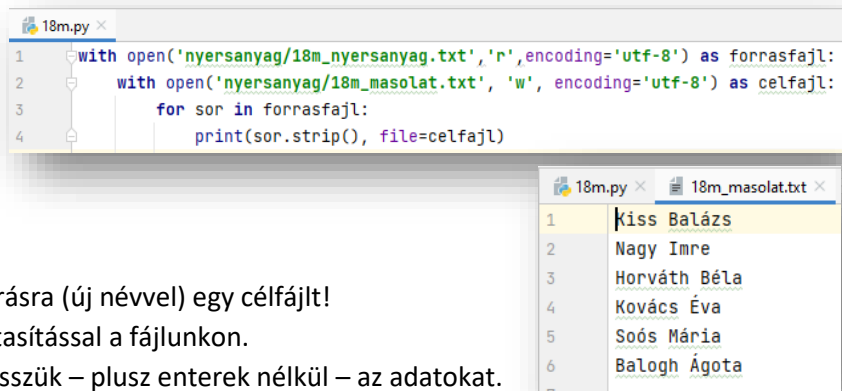 18m.py
1 with open('nyersanyag/18m_nyersanyag.txt','r',encoding='utf-8') as forrasfajl:
2 with open('nyersanyag/18m_masolat.txt', 'w', encoding='utf-8') as celfajl:
3 for sor in forrasfajl:
4 print(sor.strip(), file=celfajl)
18m.py 18m_masolat.txt
1 Kiss Balázs
2 Nagy Imre
3 Horváth Béla
4 Kovács Éva
5 Soós Mária
6 Balogh Ágota
(új névvel) egy célfájlt!
a fájlunkon.
– plusz enterek nélkül – az adatokat.